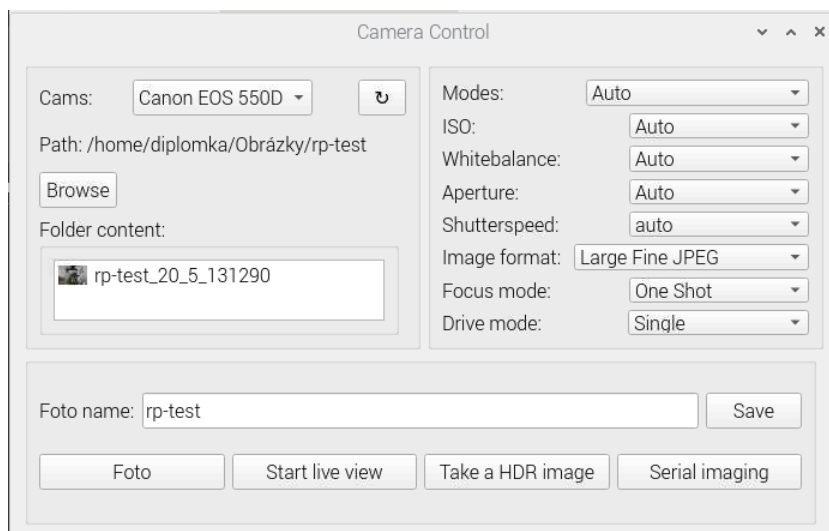 Camera Control
Cams: Canon EOS 550D
Path: /home/diplomka/Obrázky/rp-test
Browse
Folder content:
rp-test_20_5_131290
Modes: Auto
ISO: Auto
Whitebalance: Auto
Aperture: Auto
Shutterspeed: auto
Image format: Large Fine JPEG
Focus mode: One Shot
Drive mode: Single
Foto name: rp-test Save
Foto Start live view Take a HDR image Serial imaging